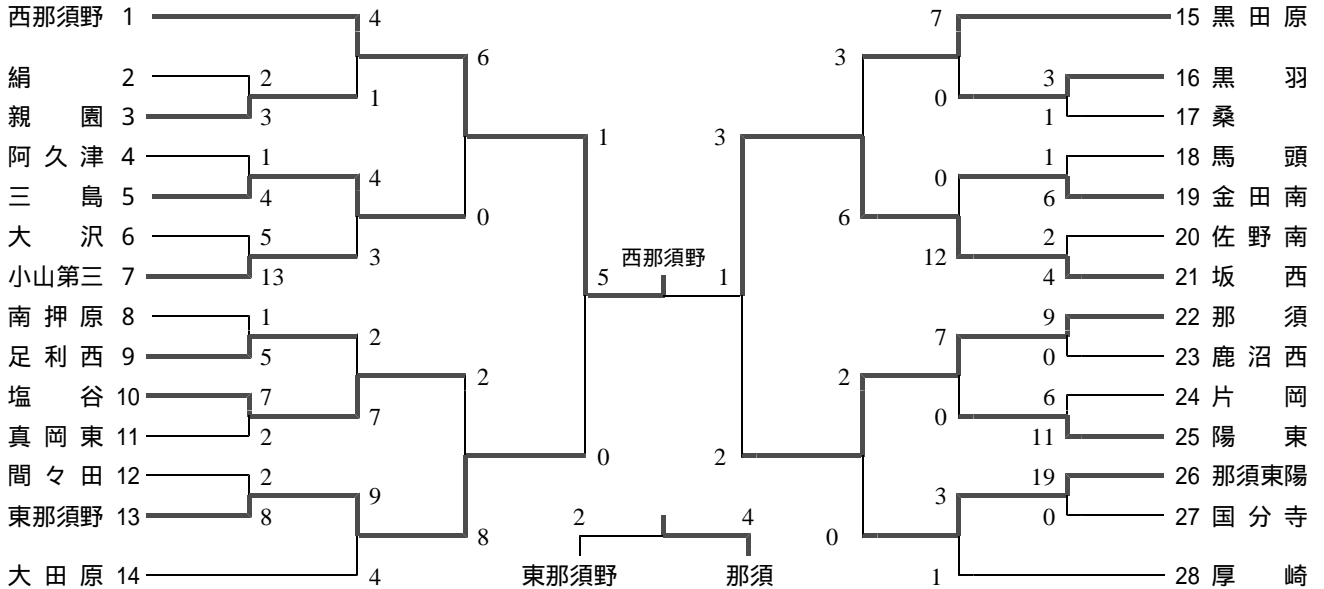 西那須野 1 4 7 15 黒田原
6 3
絹 2 2 3 16 黒羽
1 0
親園 3 3 1 17 桑
1 3
阿久津 4 1 1 18 馬頭
4 0
三島 5 4 6 19 金田南
0 6
大沢 6 5 2 20 佐野南
3 12
西那須野
小山第三 7 13 4 21 坂西
5 1
南押原 8 1 9 22 那須
2 7
足利西 9 5 0 23 鹿沼西
2 2
塩谷 10 7 6 24 片岡
7 0
真岡東 11 2 11 25 陽東
0 2
間々田 12 2 19 26 那須東陽
9 3
東那須野 13 8 0 27 国分寺
2 4
8 0
大田原 14 4 1 28 厚崎
東那須野 那須